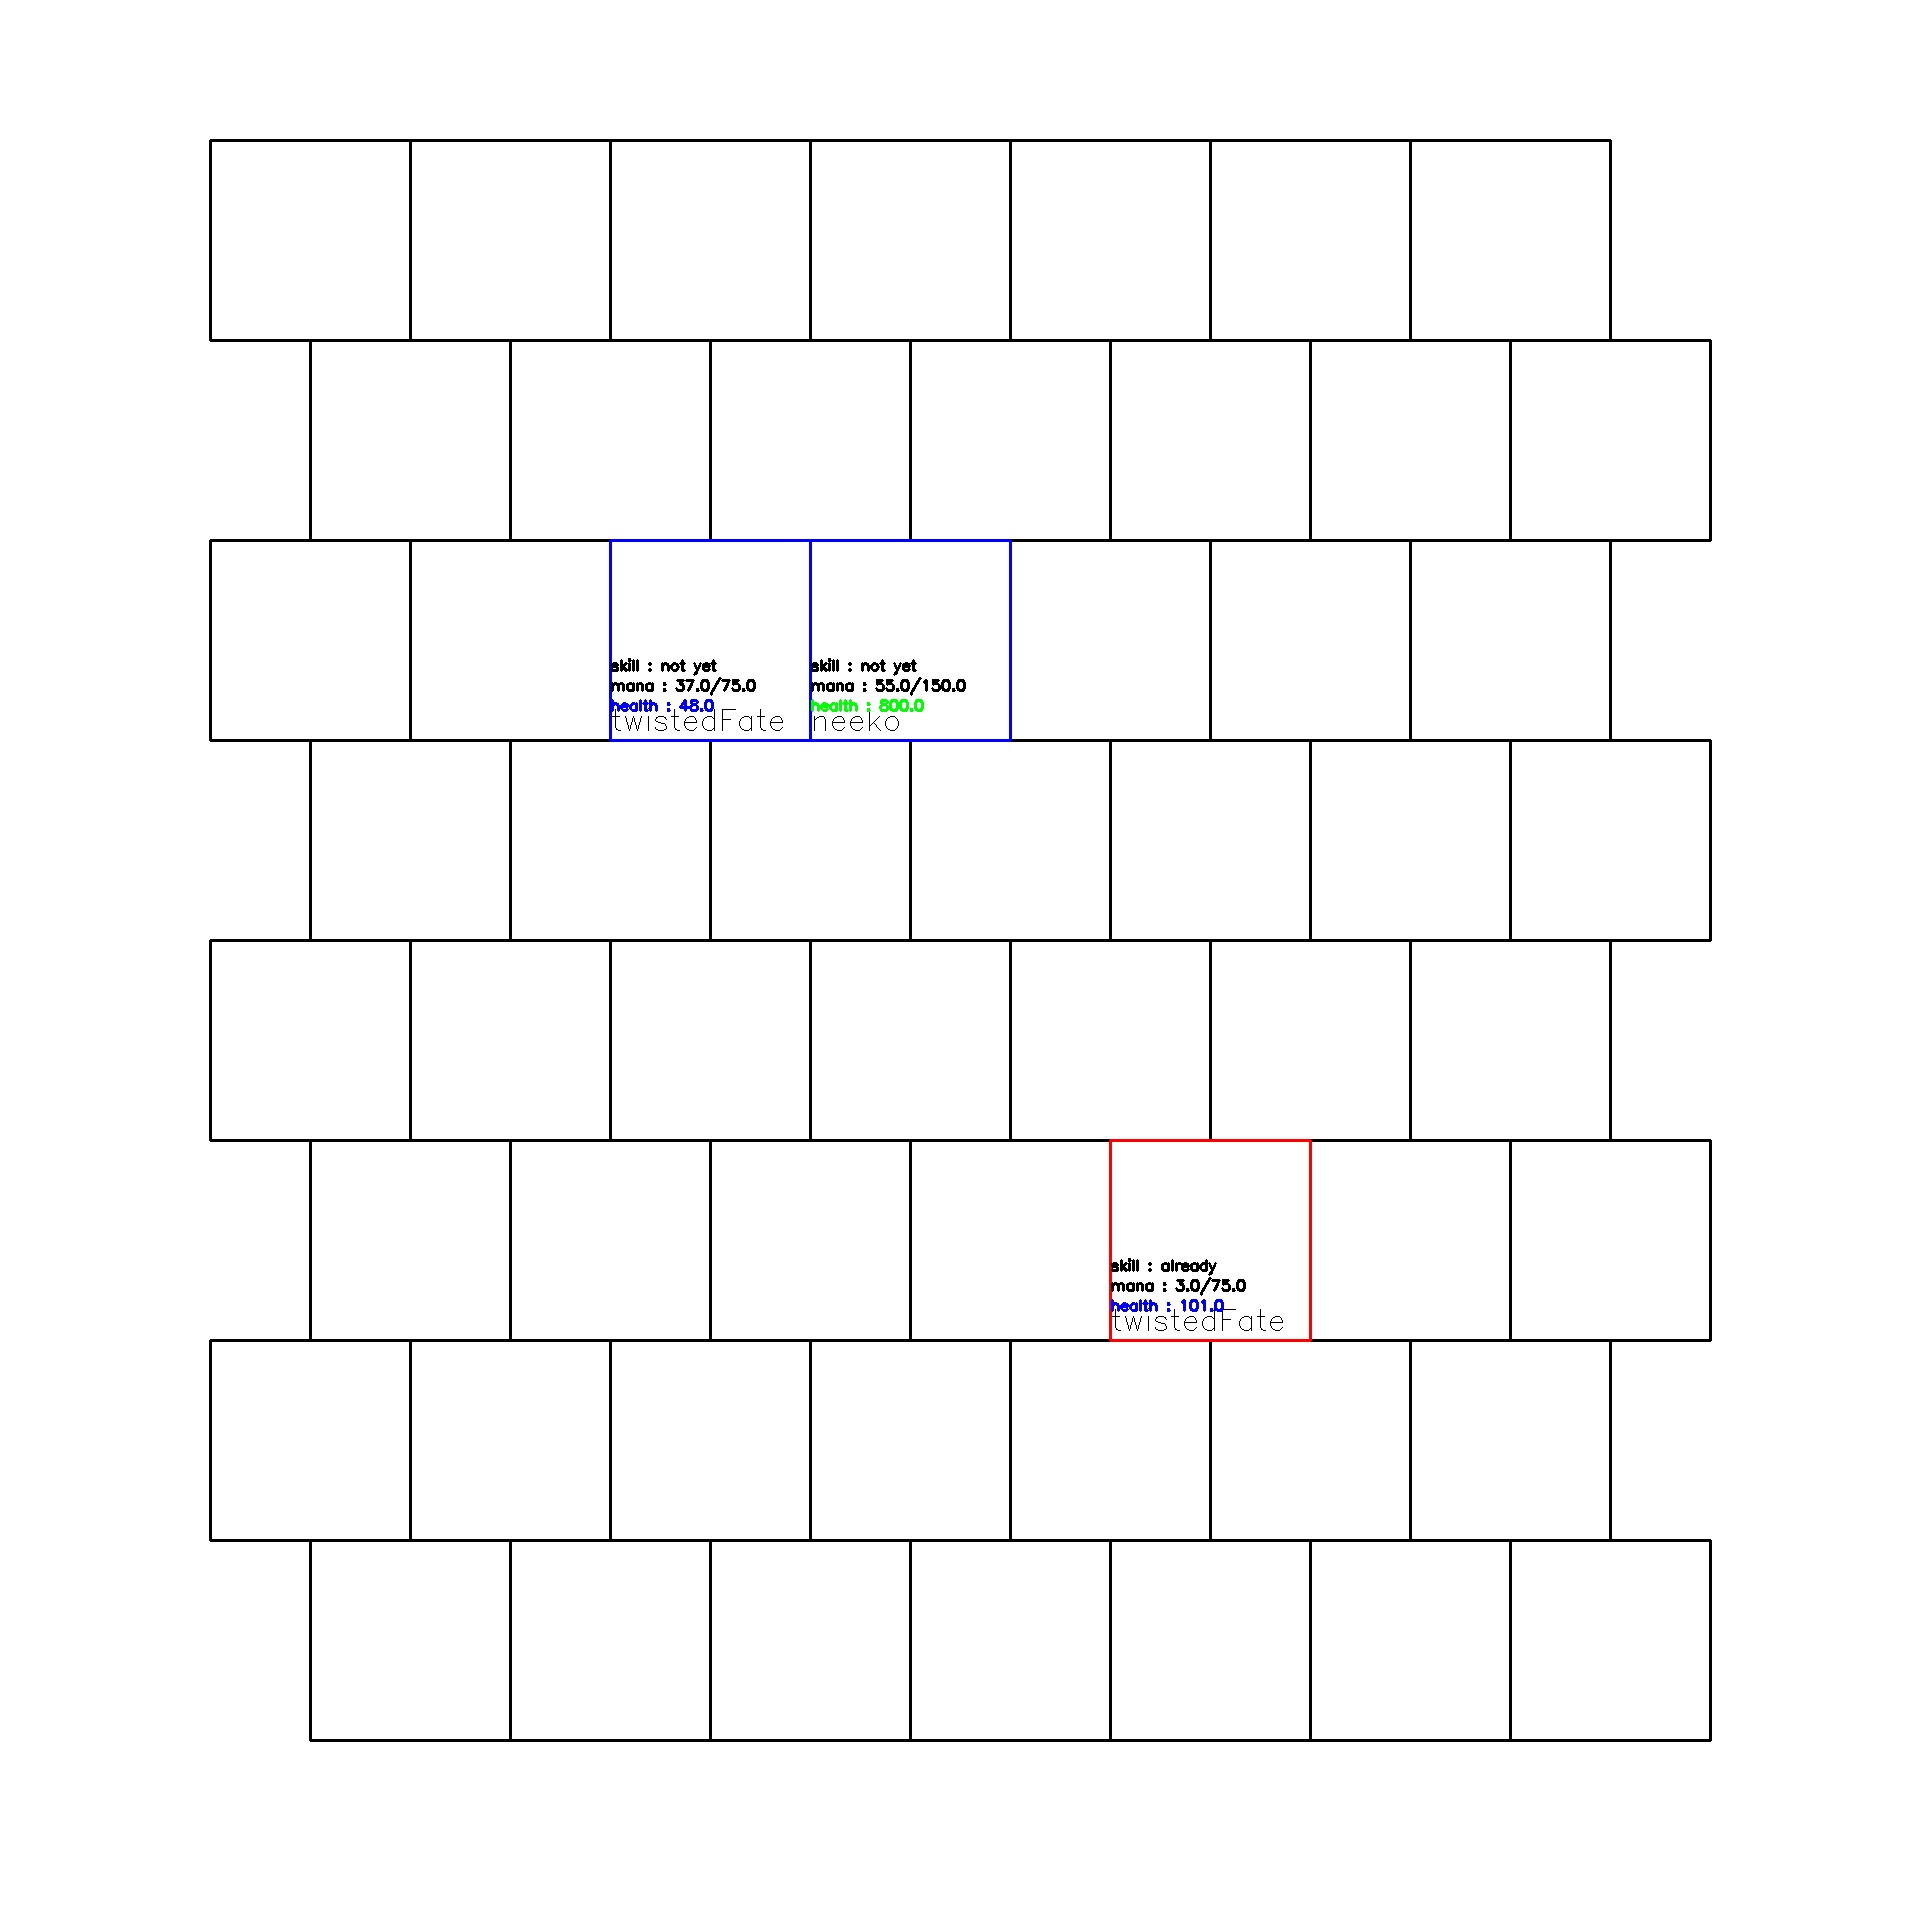 skill : not yet
mana : 37.0/75.0
health : 48.0
twistedFate
skill : not yet
mana : 55.0/150.0
health : 800.0
neeko
skill : already
mana : 3.0/75.0
health : 101.0
twistedFate